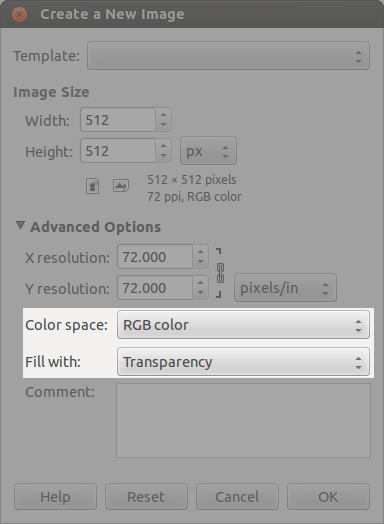 Create a New Image
Template:
Image Size
Width: 512
Height: 512 px
512 × 512 pixels
72 ppi, RGB color
Advanced Options
X resolution: 72.000
Y resolution: 72.000 pixels/in
Color space: RGB color
Fill with: Transparency
Comment:
Help Reset Cancel OK